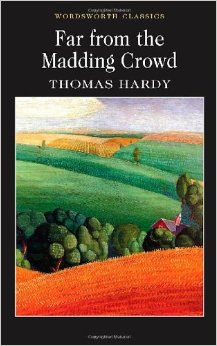 WORDSWORTH CLASSICS
Far from the
Madding Crowd
THOMAS HARDY